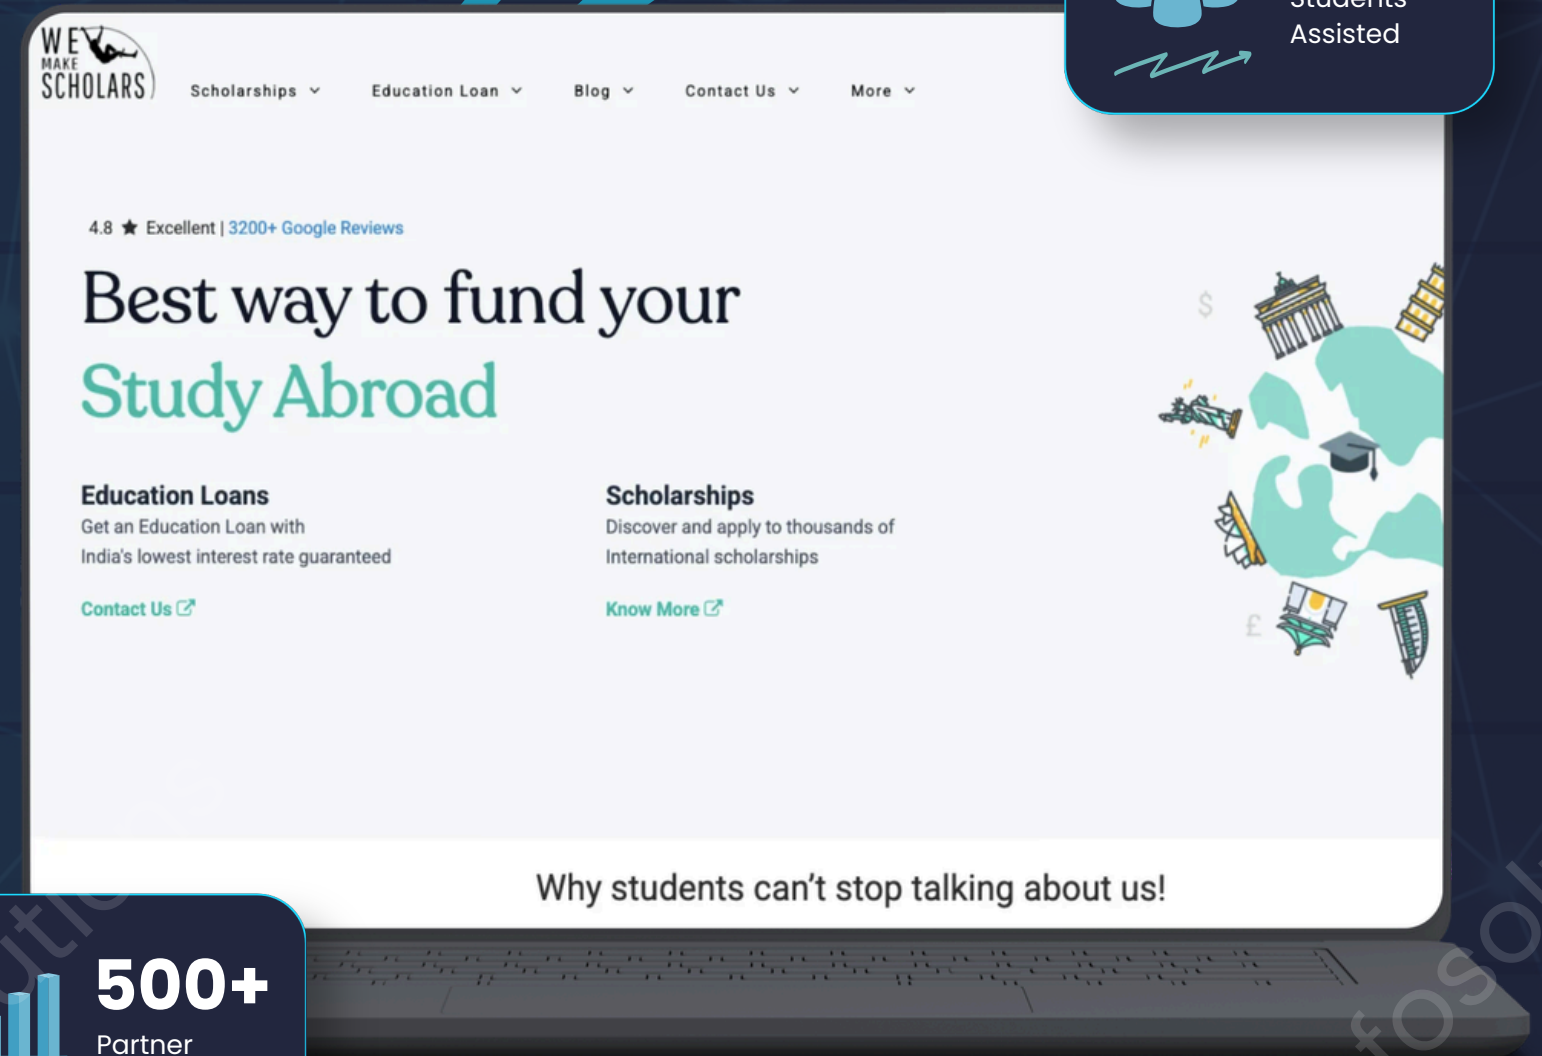 Students
Assisted
WE
MAKE
SCHOLARS
Scholarships
Education Loan
Blog
Contact Us
More
4.8 ★ Excellent | 3200+ Google Reviews
Best way to fund your
Study Abroad
$
Education Loans
Get an Education Loan with
India's lowest interest rate guaranteed
Contact Us
Scholarships
Discover and apply to thousands of
International scholarships
Know More
£
Why students can't stop talking about us!
500+
Partner